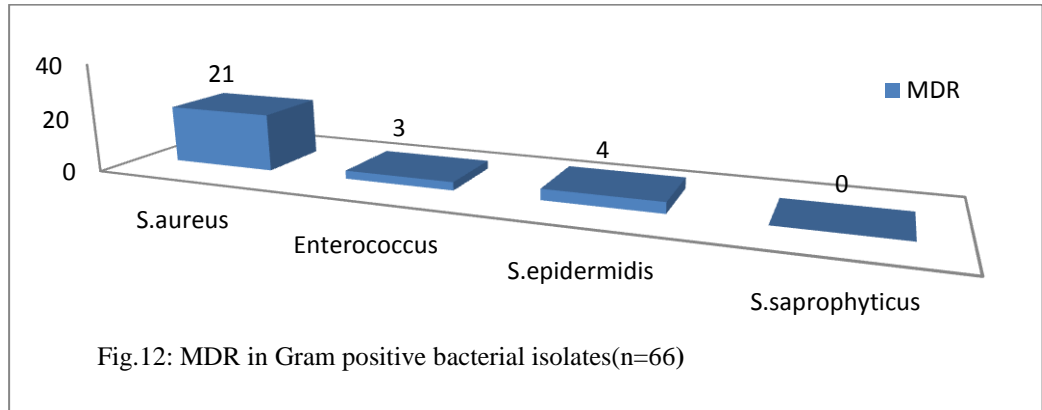 40
20
0
21
3
4
0
MDR
S.aureus
Enterococcus
S.epidermidis
S.saprophyticus
Fig.12: MDR in Gram positive bacterial isolates(n=66)